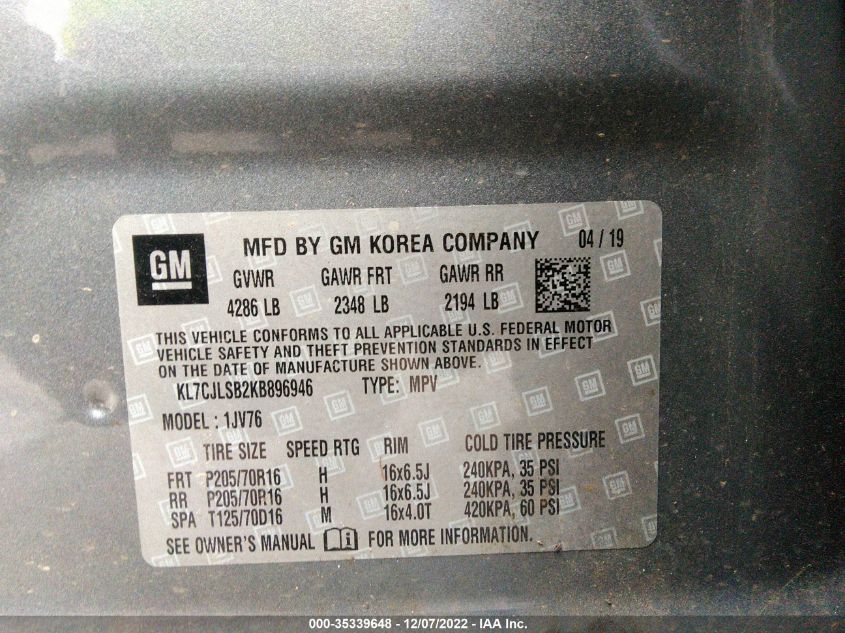 GM
MFD BY GM KOREA COMPANY 04 / 19
GVWR GAWR FRT GAWR RR
4286 LB 2348 LB 2194 LB
THIS VEHICLE CONFORMS TO ALL APPLICABLE U.S. FEDERAL MOTOR
VEHICLE SAFETY AND THEFT PREVENTION STANDARDS IN EFFECT
ON THE DATE OF MANUFACTURE SHOWN ABOVE.
KL7CJLSB2KB896946 TYPE: MPV
MODEL : 1JV76
TIRE SIZE SPEED RTG RIM COLD TIRE PRESSURE
FRT P205/70R16 H 16x6.5J 240KPA, 35 PSI
RR P205/70R16 H 16x6.5J 240KPA, 35 PSI
SPA T125/70D16 M 16x4.0T 420KPA, 60 PSI
SEE OWNER'S MANUAL FOR MORE INFORMATION.
000-35339648 - 12/07/2022 - IAA Inc.